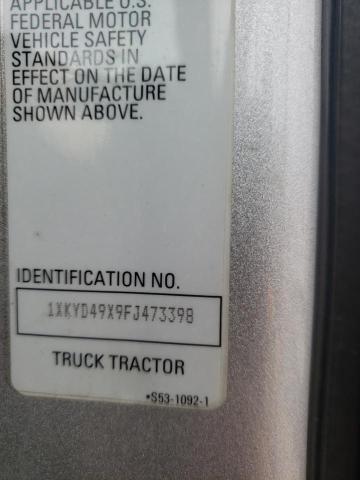 APPLICABLE U.S.
FEDERAL MOTOR
VEHICLE SAFETY
STANDARDS IN
EFFECT ON THE DATE
OF MANUFACTURE
SHOWN ABOVE.
IDENTIFICATION NO.
1XKYD49X9FJ473398
TRUCK TRACTOR
*S53-1092-1